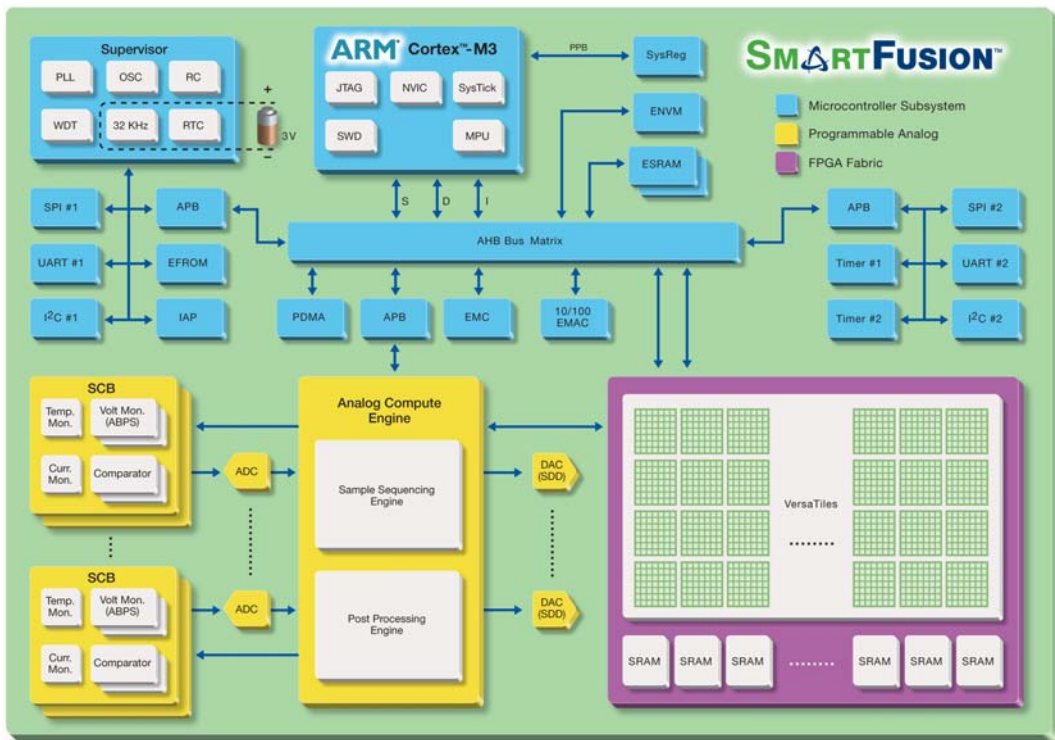 Supervisor
PLL
OSC
RC
WDT
32 KHz
RTC
+
3 V
–
ARM® Cortex™-M3
JTAG
NVIC
SysTick
SWD
MPU
PPB
SysReg
ENVM
ESRAM
SMARTFUSION™
Microcontroller Subsystem
Programmable Analog
FPGA Fabric
S
D
I
SPI #1
APB
UART #1
EFROM
I²C #1
IAP
AHB Bus Matrix
PDMA
APB
EMC
10/100
EMAC
APB
SPI #2
Timer #1
UART #2
Timer #2
I²C #2
SCB
Temp.
Mon.
Volt Mon.
(ABPS)
Curr.
Mon.
Comparator
ADC
SCB
Temp.
Mon.
Volt Mon.
(ABPS)
Curr.
Mon.
Comparator
ADC
Analog Compute
Engine
Sample Sequencing
Engine
Post Processing
Engine
DAC
(SDD)
DAC
(SDD)
VersaTiles
SRAM
SRAM
SRAM
SRAM
SRAM
SRAM